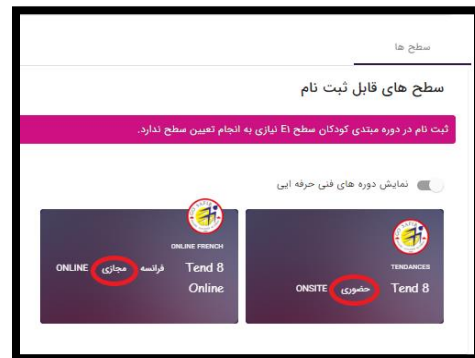 سطح ها
سطح های قابل ثبت نام
ثبت نام در دوره مبتدی کودکان سطح E1 نیازی به انجام تعیین سطح ندارد.
نمایش دوره های فنی حرفه ایی
TENDANCES
Tend 8 حضوری ONSITE
ONLINE FRENCH
Tend 8 فرانسه مجازی ONLINE
Online